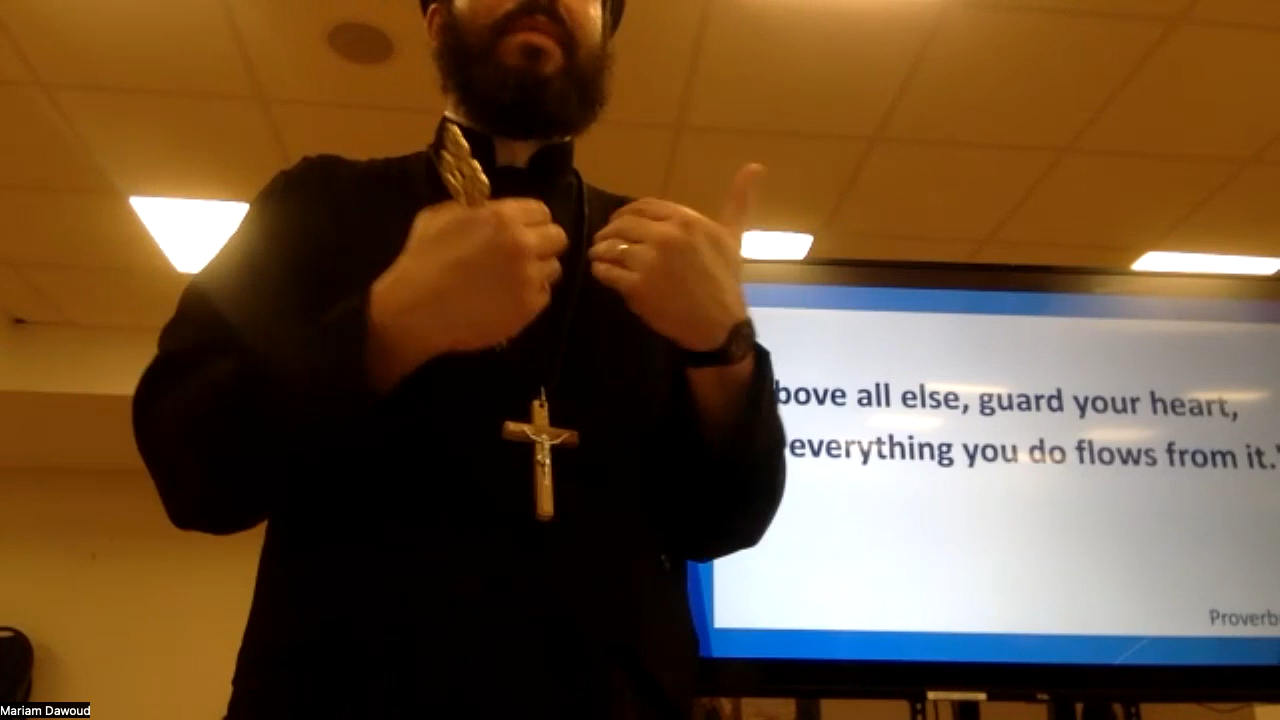 bove all else, guard your heart,
everything you do flows from it."
Proverb
Mariam Dawoud